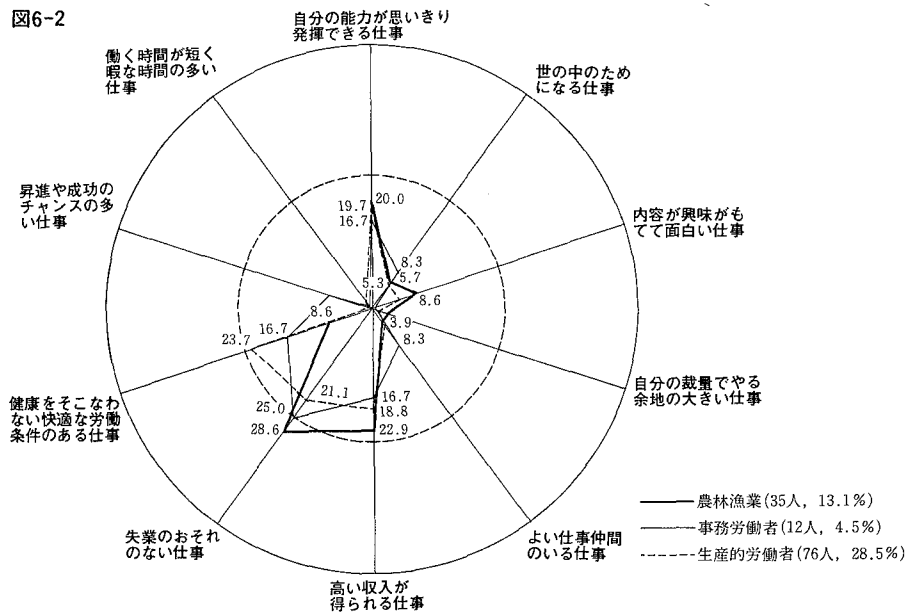 図6-2
自分の能力が思いきり
発揮できる仕事
働く時間が短く
暇な時間の多い
仕事
世の中のため
になる仕事
昇進や成功の
チャンスの多
い仕事
内容が興味がも
てて面白い仕事
19.7
20.0
16.7
8.3
5.3
5.7
8.6
8.6
3.9
16.7
8.3
23.7
自分の裁量でやる
余地の大きい仕事
健康をそこなわ
ない快適な労働
条件のある仕事
21.1
16.7
25.0
18.8
28.6
22.9
農林漁業(35人, 13.1%)
事務労働者(12人, 4.5%)
生産的労働者(76人, 28.5%)
失業のおそれ
のない仕事
よい仕事仲間
のいる仕事
高い収入が
得られる仕事